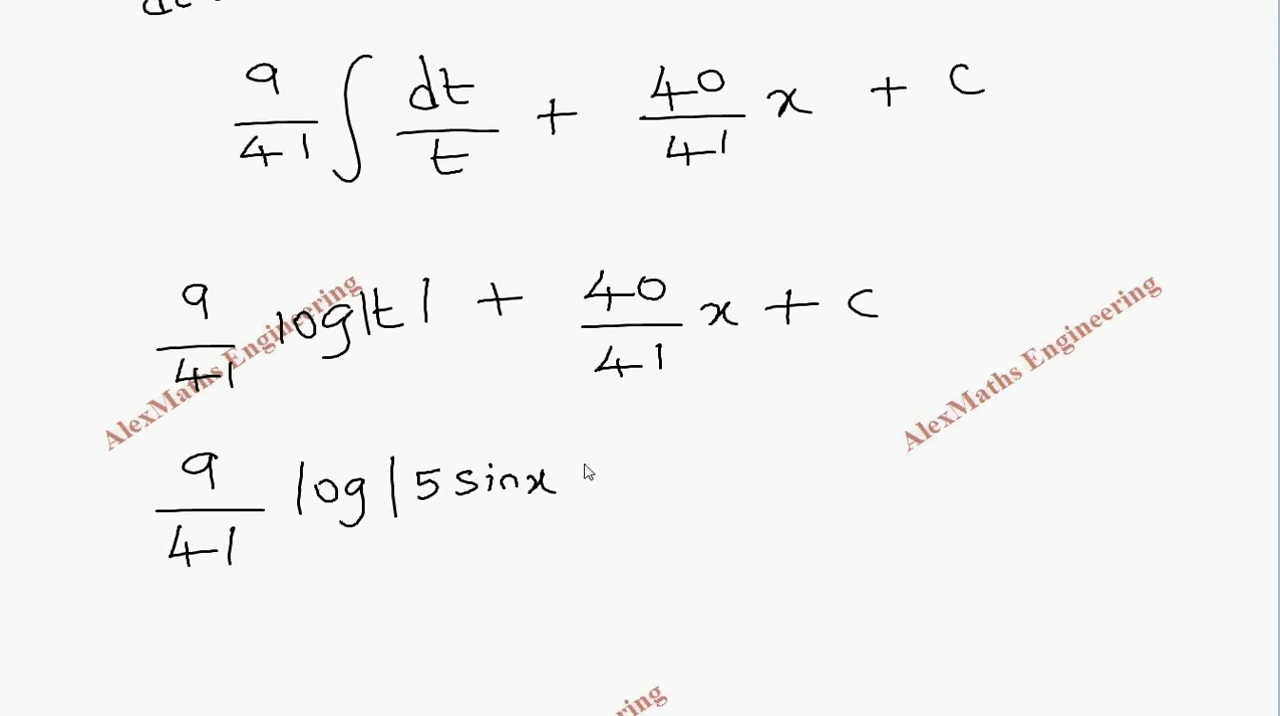 9/41 ∫ dt/t + 40/41 x + c
9/41 log|t| + 40/41 x + c
AlexMaths Engineering
AlexMaths Engineering
9/41 log|5 sinx
ring